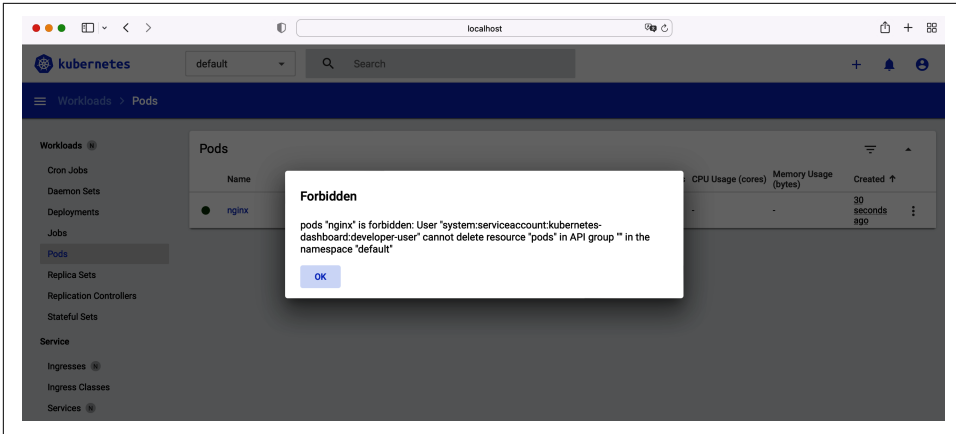 localhost
kubernetes
default
Search
Workloads > Pods
Workloads N
Cron Jobs
Daemon Sets
Deployments
Jobs
Pods
Replica Sets
Replication Controllers
Stateful Sets
Service
Ingresses N
Ingress Classes
Services N
Pods
Name
CPU Usage (cores)
Memory Usage
(bytes)
Created ↑
nginx
-
-
30
seconds
ago
Forbidden
pods "nginx" is forbidden: User "system:serviceaccount:kubernetes-
dashboard:developer-user" cannot delete resource "pods" in API group "" in the
namespace "default"
OK